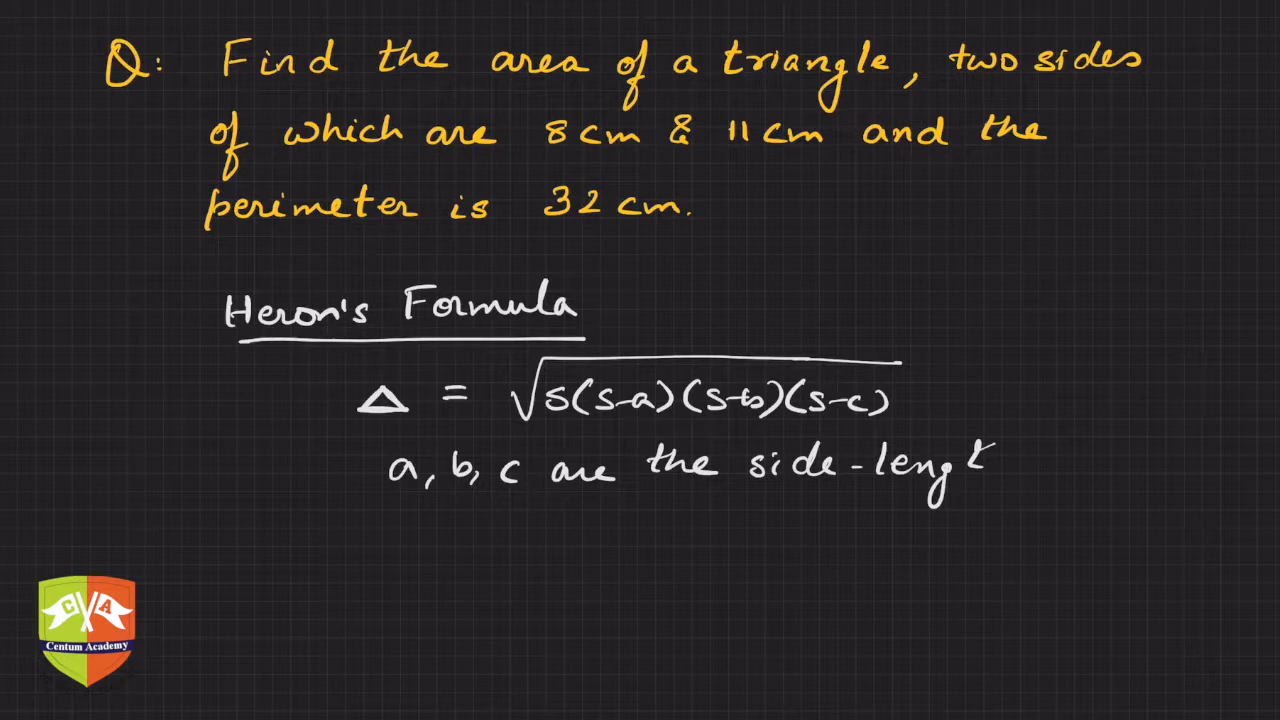 Q: Find the area of a triangle, two sides
of which are 8 cm & 11 cm and the
perimeter is 32 cm.
Heron's Formula
Δ = √s(s-a)(s-b)(s-c)
a, b, c are the side-lengt
C A
Centum Academy